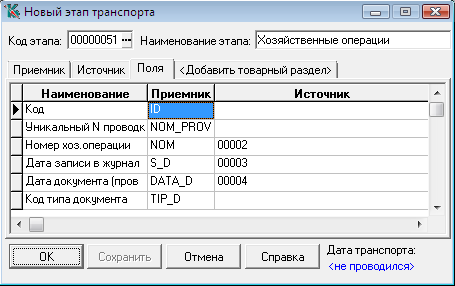 Новый этап транспорта
Код этапа: 00000051 ... Наименование этапа: Хозяйственные операции
Приемник Источник Поля <Добавить товарный раздел>
Наименование Приемник Источник
Код ID
Уникальный N проводк NOM_PROV
Номер хоз.операции NOM 00002
Дата записи в журнал S_D 00003
Дата документа (пров DATA_D 00004
Код типа документа TIP_D
OK Сохранить Отмена Справка Дата транспорта:
<не проводился>